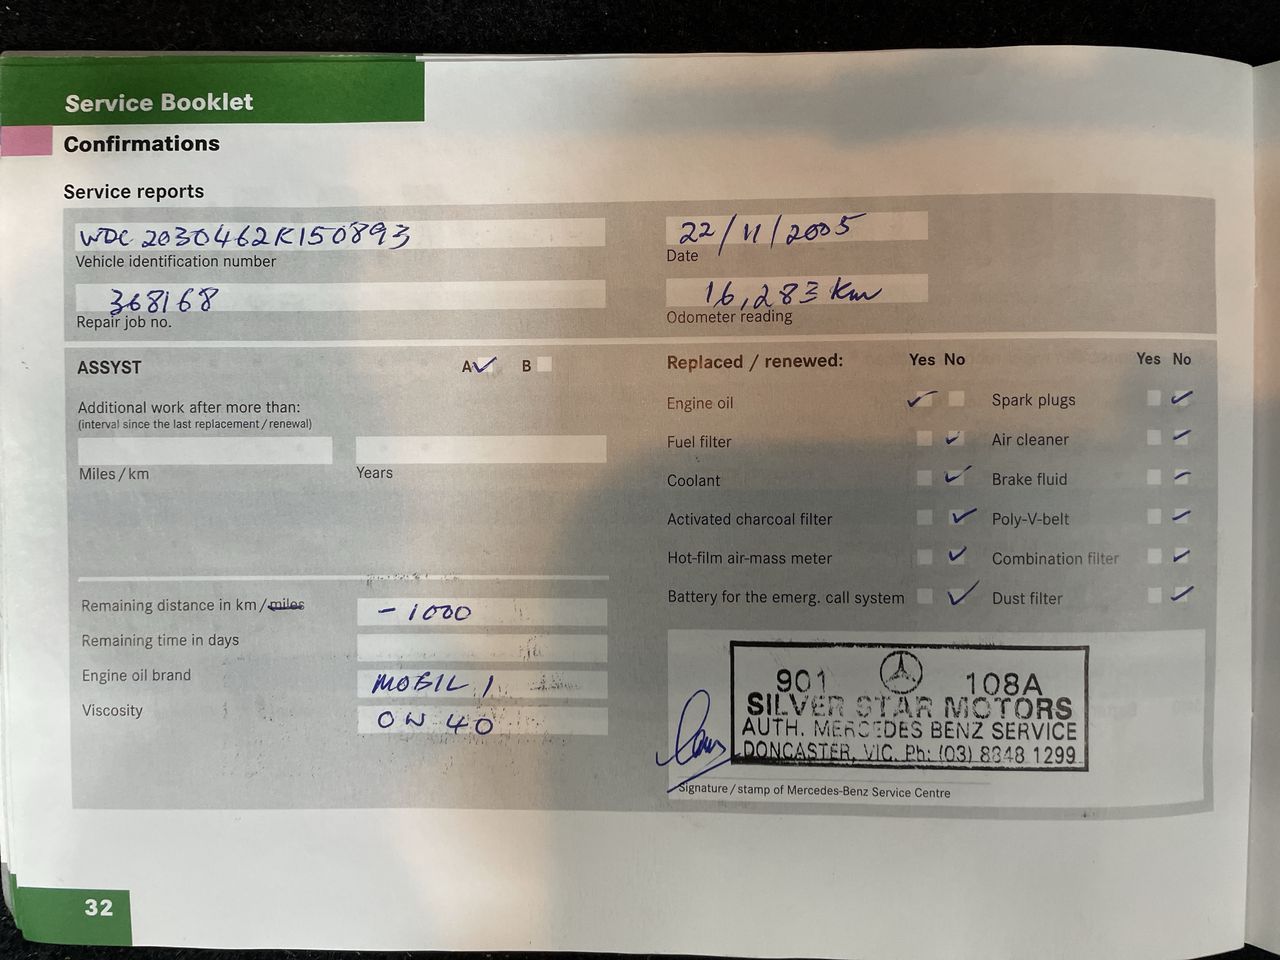 Service Booklet
Confirmations
Service reports
WDC2030462K150893
Vehicle identification number
22/11/2005
Date
368168
Repair job no.
16,283 Km
Odometer reading
ASSYST
A B
Additional work after more than:
(interval since the last replacement/renewal)
Miles/km
Years
Remaining distance in km/miles
-1000
Remaining time in days
Engine oil brand
MOBIL 1
Viscosity
0W 40
Replaced / renewed:
Yes No
Yes No
Engine oil
Spark plugs
Fuel filter
Air cleaner
Coolant
Brake fluid
Activated charcoal filter
Poly-V-belt
Hot-film air-mass meter
Combination filter
Battery for the emerg. call system
Dust filter
901 108A
SILVER STAR MOTORS
AUTH. MERCEDES BENZ SERVICE
DONCASTER, VIC. Ph: (03) 8848 1299
Signature/stamp of Mercedes-Benz Service Centre
32